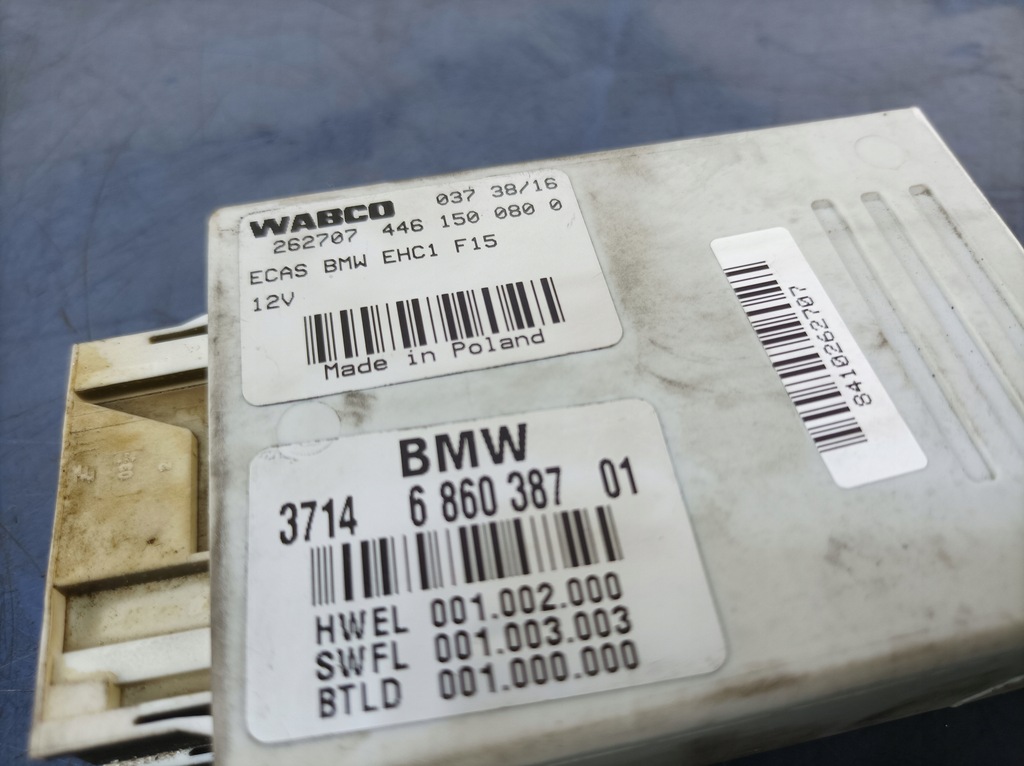 WABCO 037 38/16
262707 446 150 080 0
ECAS BMW EHC1 F15
12V
Made in Poland
8410262707
BMW
3714 6 860 387 01
HWEL 001.002.000
SWFL 001.003.003
BTLD 001.000.000